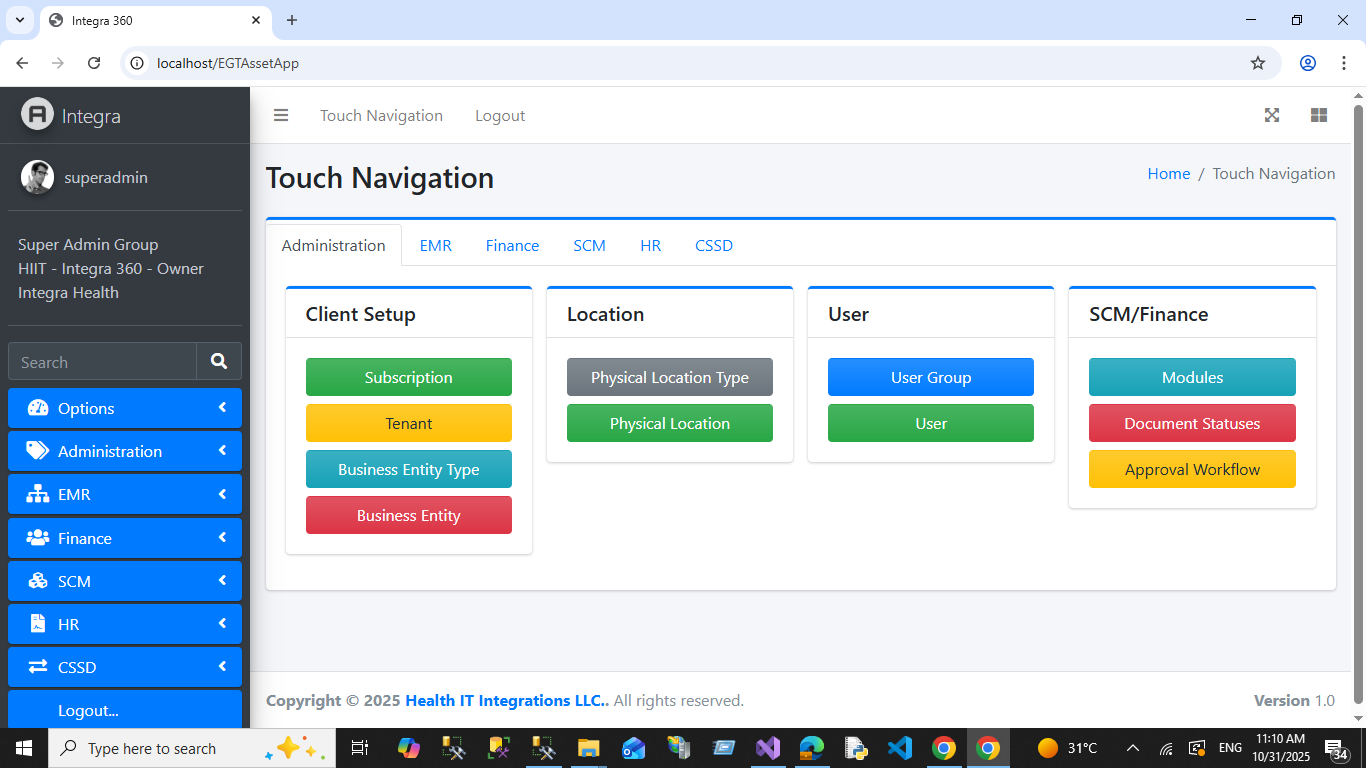 Integra 360
localhost/EGTAssetApp
Integra
Touch Navigation
Logout
superadmin
Touch Navigation
Home / Touch Navigation
Super Admin Group
HIIT - Integra 360 - Owner
Integra Health
Search
Options
Administration
EMR
Finance
SCM
HR
CSSD
Logout...
Administration
EMR
Finance
SCM
HR
CSSD
Client Setup
Subscription
Tenant
Business Entity Type
Business Entity
Location
Physical Location Type
Physical Location
User
User Group
User
SCM/Finance
Modules
Document Statuses
Approval Workflow
Copyright © 2025 Health IT Integrations LLC.. All rights reserved.
Version 1.0
Type here to search
31°C
ENG
11:10 AM
10/31/2025
34